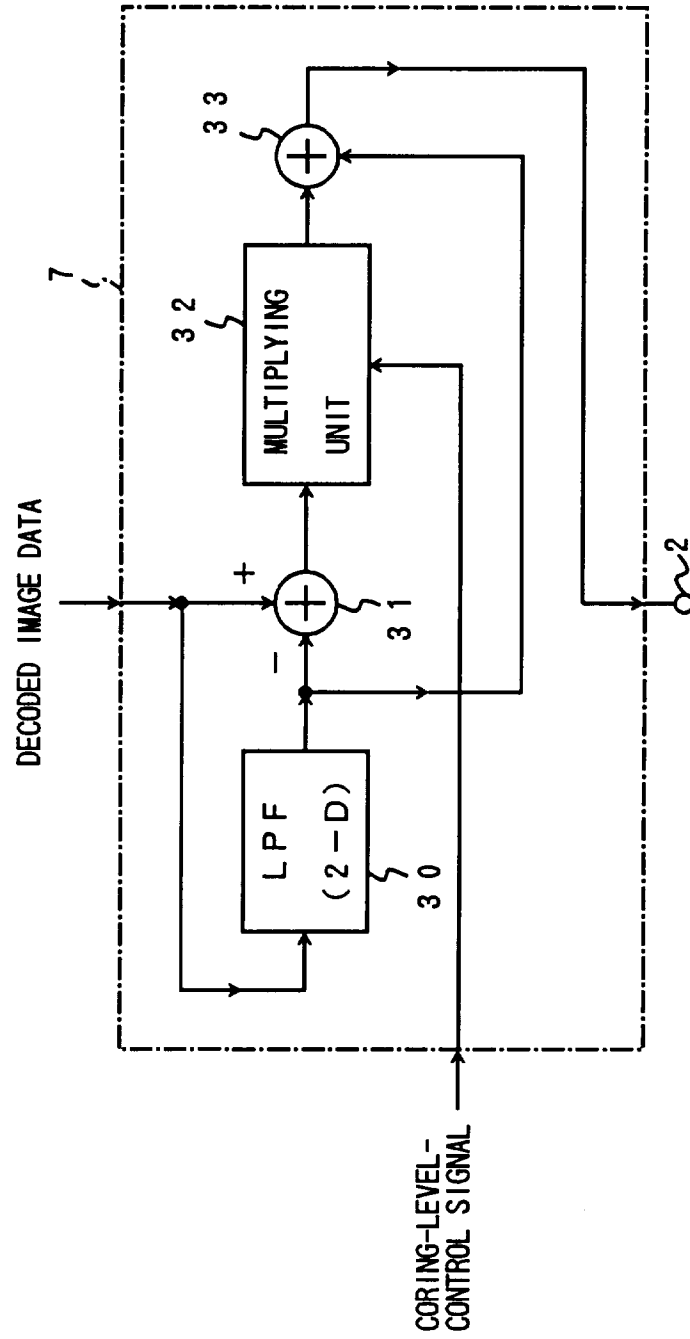 7
DECODED IMAGE DATA
+
−
LPF
(2-D)
30
31
MULTIPLYING
UNIT
32
33
CORING-LEVEL-
CONTROL SIGNAL
2